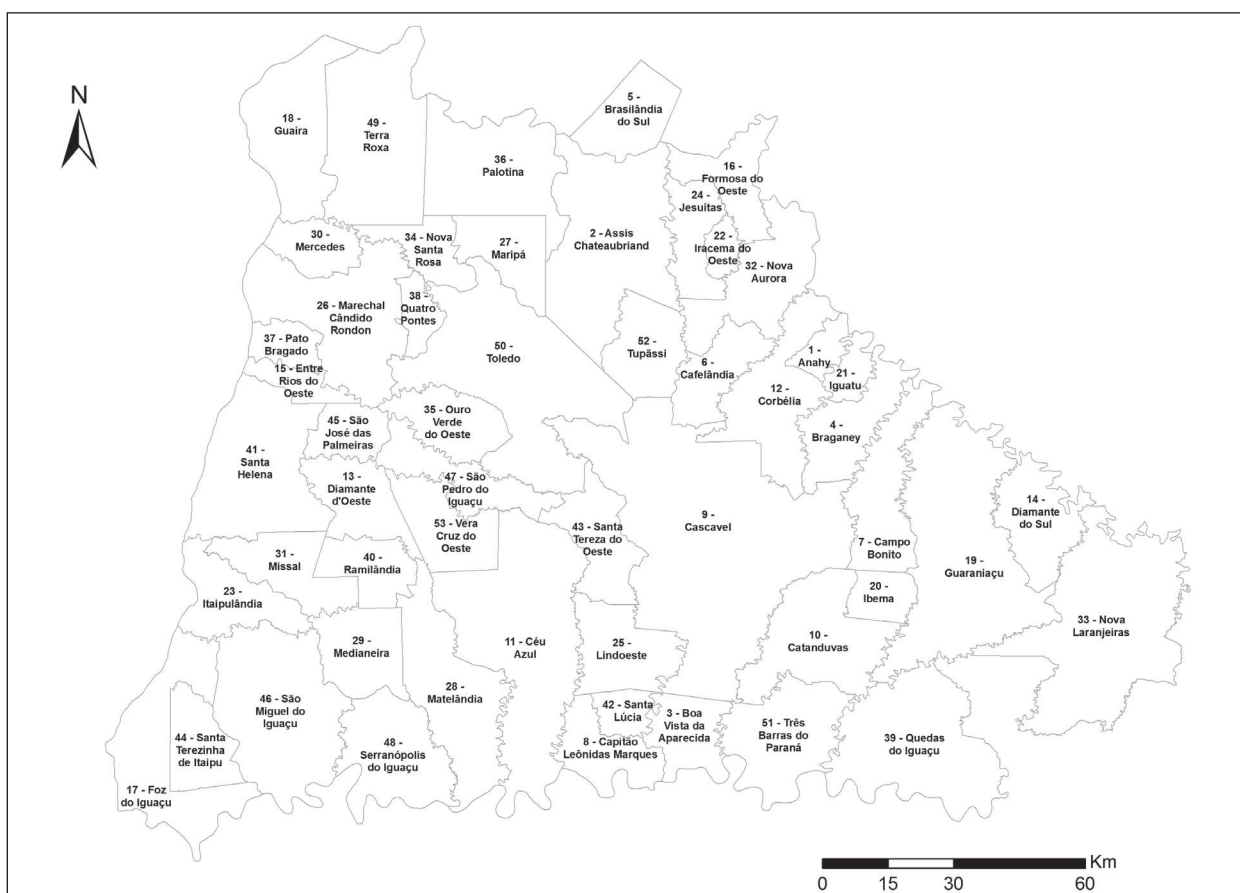 N
5 -
Brasilândia
do Sul
18 -
Guaira
49 -
Terra
Roxa
36 -
Palotina
16 -
Formosa do
Oeste
24 -
Jesuítas
30 -
Mercedes
34 - Nova
Santa
Rosa
27 -
Maripá
2 - Assis
Chateaubriand
22 -
Iracema do
Oeste
32 - Nova
Aurora
26 - Marechal
Cândido
Rondon
38 -
Quatro
Pontes
37 - Pato
Bragado
15 - Entre
Rios do
Oeste
50 -
Toledo
52 -
Tupãssi
6 -
Cafelândia
1 -
Anahy
21 -
Iguatu
12 -
Corbélia
4 -
Braganey
35 - Ouro
Verde
do Oeste
45 - São
José das
Palmeiras
41 -
Santa
Helena
13 -
Diamante
d'Oeste
47 - São
Pedro do
Iguaçu
53 - Vera
Cruz do
Oeste
43 - Santa
Tereza do
Oeste
9 -
Cascavel
14 -
Diamante
do Sul
7 - Campo
Bonito
19 -
Guaraniaçu
20 -
Ibema
31 -
Missal
40 -
Ramilândia
23 -
Itaipulândia
33 - Nova
Laranjeiras
29 -
Medianeira
11 - Céu
Azul
25 -
Lindoeste
10 -
Catanduvas
28 -
Matelândia
46 - São
Miguel do
Iguaçu
42 - Santa
Lúcia
3 - Boa
Vista da
Aparecida
51 - Três
Barras do
Paraná
39 - Quedas
do Iguaçu
44 - Santa
Terezinha
de Itaipu
48 -
Serranópolis
do Iguaçu
8 - Capitão
Leônidas Marques
17 - Foz
do Iguaçu
Km
0 15 30 60